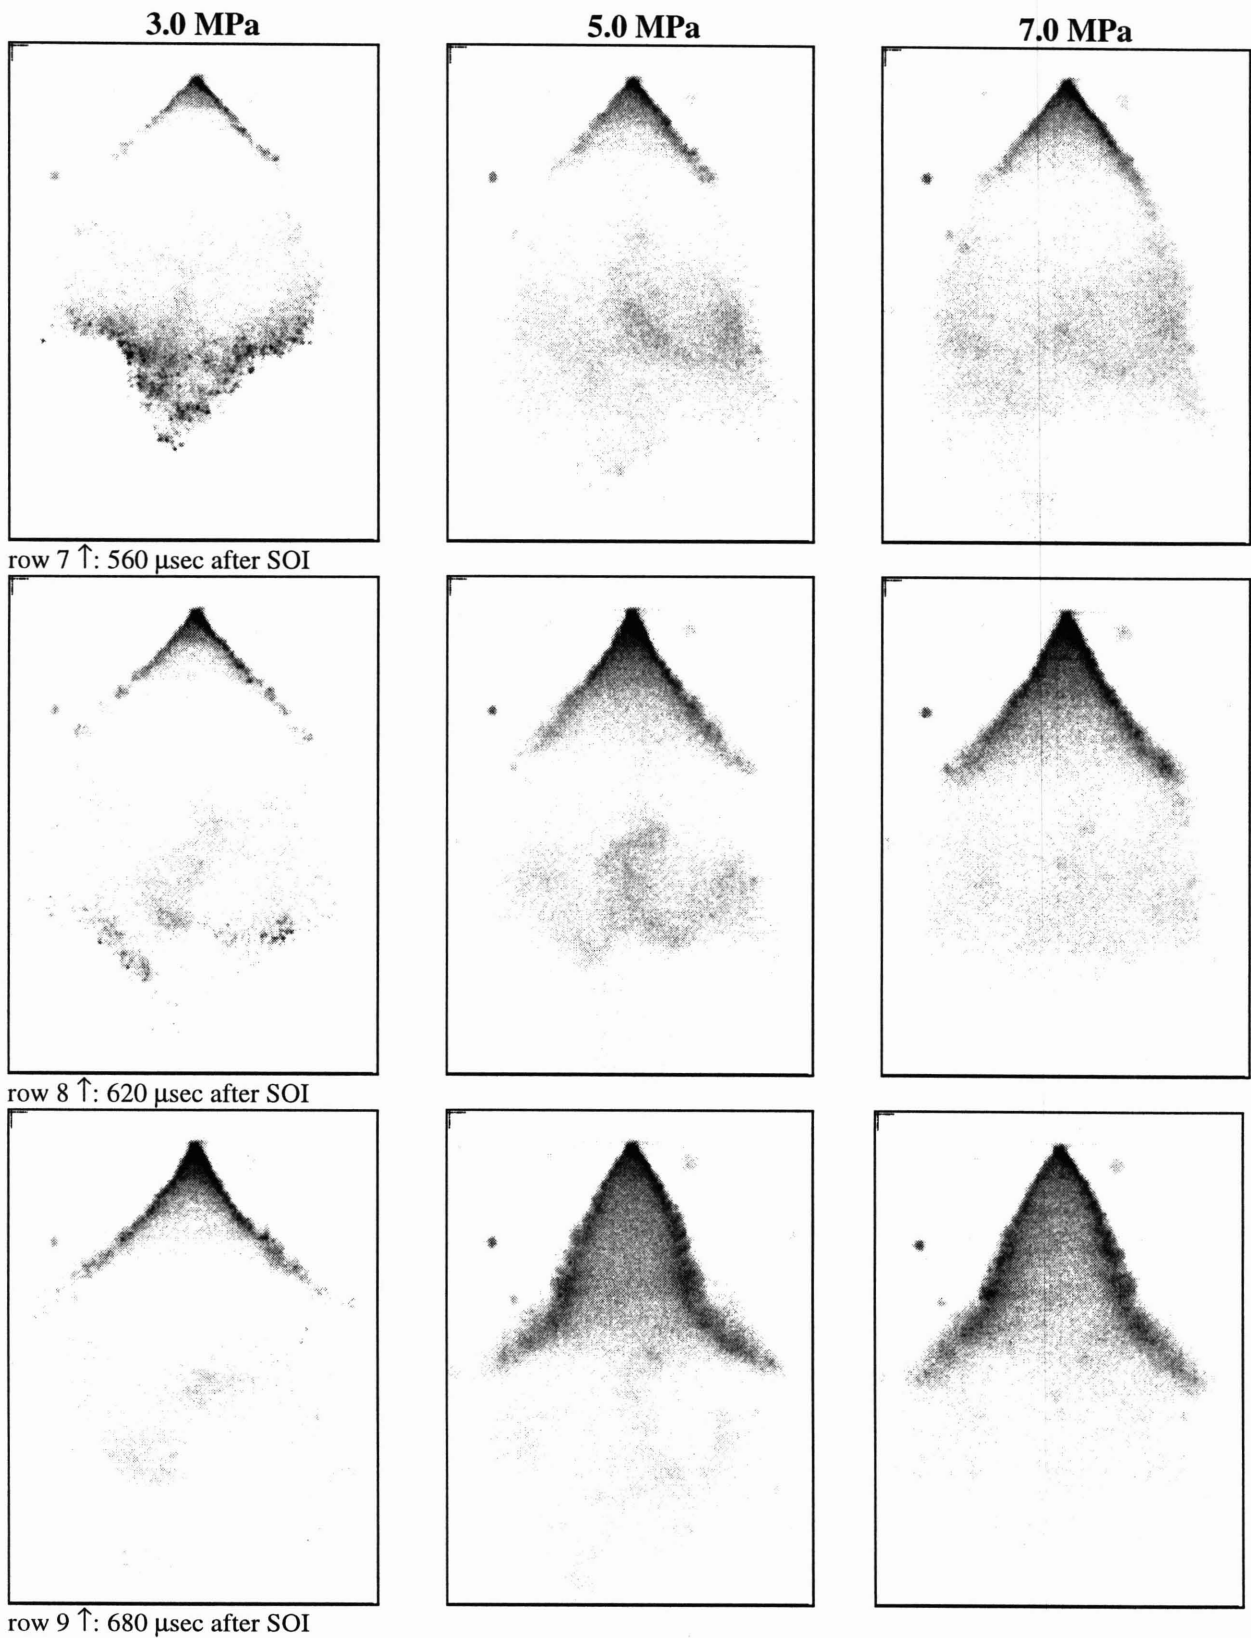 3.0 MPa 5.0 MPa 7.0 MPa
row 7 ↑: 560 μsec after SOI
row 8 ↑: 620 μsec after SOI
row 9 ↑: 680 μsec after SOI